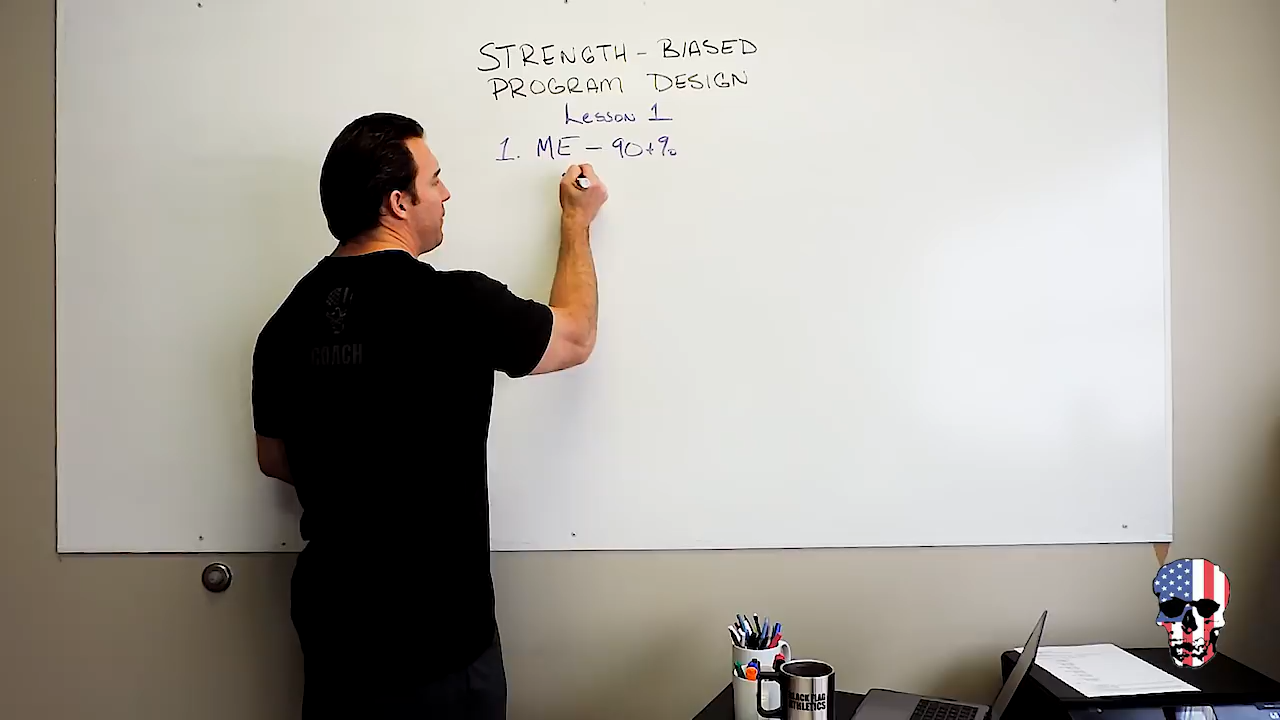 STRENGTH - BIASED
PROGRAM DESIGN
Lesson 1
1. ME - 90+%
COACH
BLACK FLAG
ATHLETICS